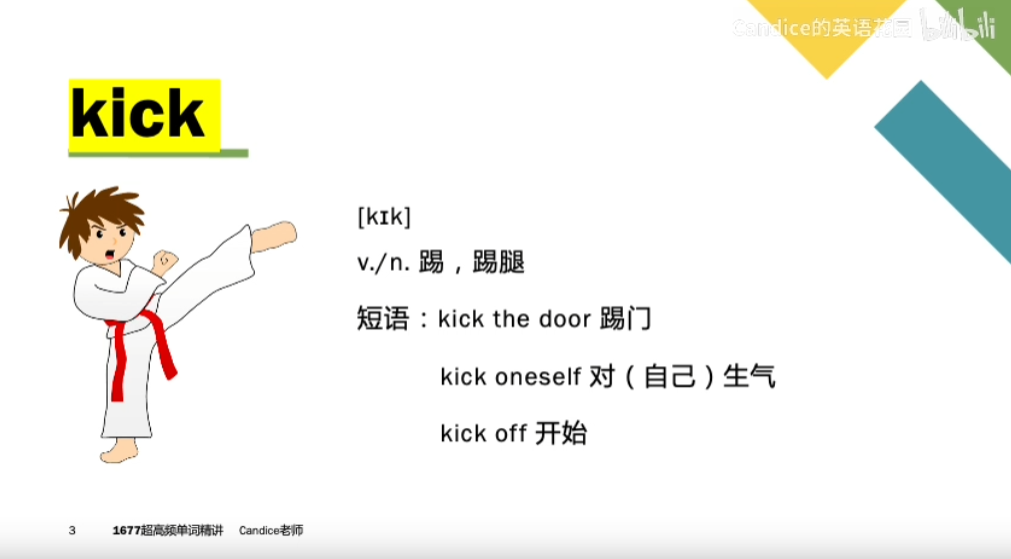 Candice的英语花园 bilibili
kick
[kɪk]
v./n. 踢，踢腿
短语：kick the door 踢门
kick oneself 对（自己）生气
kick off 开始
3 1677超高频单词精讲 Candice老师